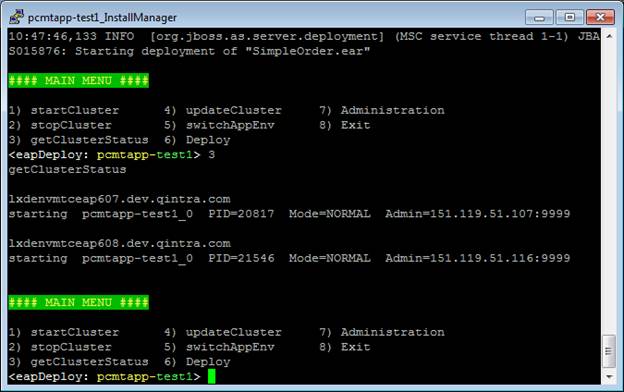 pcmtapp-test1_InstallManager
10:47:46,133 INFO  [org.jboss.as.server.deployment] (MSC service thread 1-1) JBA
S015876: Starting deployment of "SimpleOrder.ear"
#### MAIN MENU ####
1) startCluster      4) updateCluster     7) Administration
2) stopCluster       5) switchAppEnv      8) Exit
3) getClusterStatus  6) Deploy
<eapDeploy: pcmtapp-test1> 3
getClusterStatus
lxdenvmtceap607.dev.qintra.com
starting  pcmtapp-test1_0  PID=20817  Mode=NORMAL  Admin=151.119.51.107:9999
lxdenvmtceap608.dev.qintra.com
starting  pcmtapp-test1_0  PID=21546  Mode=NORMAL  Admin=151.119.51.116:9999
#### MAIN MENU ####
1) startCluster      4) updateCluster     7) Administration
2) stopCluster       5) switchAppEnv      8) Exit
3) getClusterStatus  6) Deploy
<eapDeploy: pcmtapp-test1>